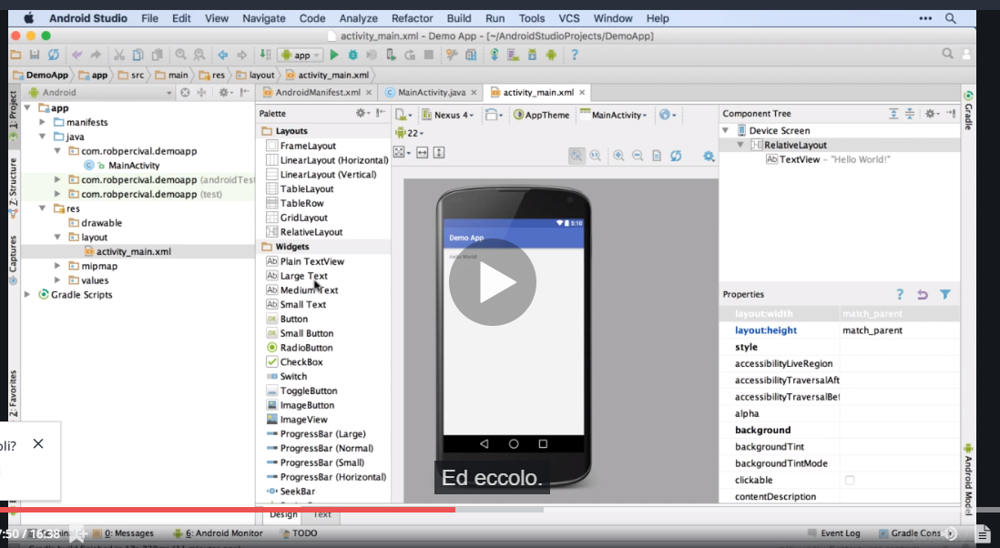 Android Studio File Edit View Navigate Code Analyze Refactor Build Run Tools VCS Window Help
activity_main.xml - Demo App - [~/AndroidStudioProjects/DemoApp]
app
DemoApp app src main res layout activity_main.xml
1: Project
Z: Structure
Captures
2: Favorites
Android
app
manifests
java
com.robpercival.demoapp
MainActivity
com.robpercival.demoapp (androidTest
com.robpercival.demoapp (test)
res
drawable
layout
activity_main.xml
mipmap
values
Gradle Scripts
AndroidManifest.xml MainActivity.java activity_main.xml
Palette
Layouts
FrameLayout
LinearLayout (Horizontal)
LinearLayout (Vertical)
TableLayout
TableRow
GridLayout
RelativeLayout
Widgets
Plain TextView
Large Text
Medium Text
Small Text
Button
Small Button
RadioButton
CheckBox
Switch
ToggleButton
ImageButton
ImageView
ProgressBar (Large)
ProgressBar (Normal)
ProgressBar (Small)
ProgressBar (Horizontal)
SeekBar
Design Text
Nexus 4 AppTheme MainActivity
22
5:10
Demo App
Hello World!
Ed eccolo.
Component Tree
Device Screen
RelativeLayout
Ab TextView - "Hello World!"
Properties
layout:width match_parent
layout:height match_parent
style
accessibilityLiveRegion
accessibilityTraversalAft
accessibilityTraversalBef
alpha
background
backgroundTint
backgroundTintMode
clickable
contentDescription
Gradle
Android Model
oli?
7:50 / 16:38
0: Messages 6: Android Monitor TODO Event Log Gradle Cons